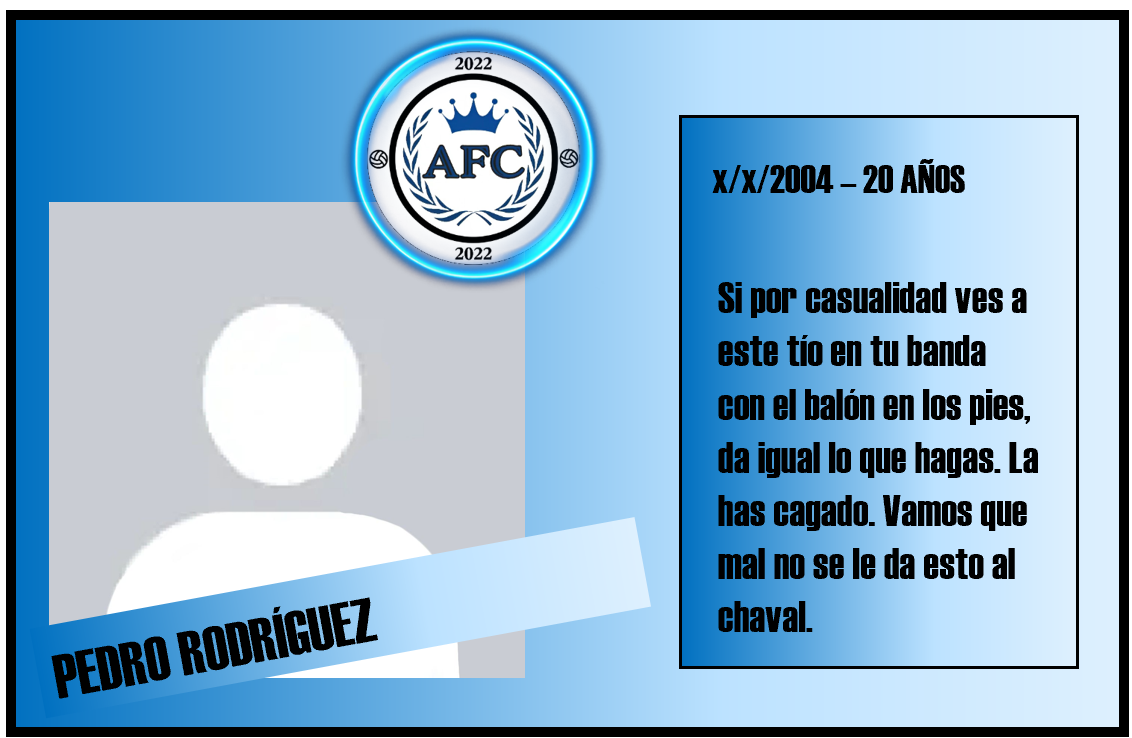 2022
AFC
2022
x/x/2004 – 20 AÑOS
Si por casualidad ves a
este tío en tu banda
con el balón en los pies,
da igual lo que hagas. La
has cagado. Vamos que
mal no se le da esto al
chaval.
PEDRO RODRÍGUEZ